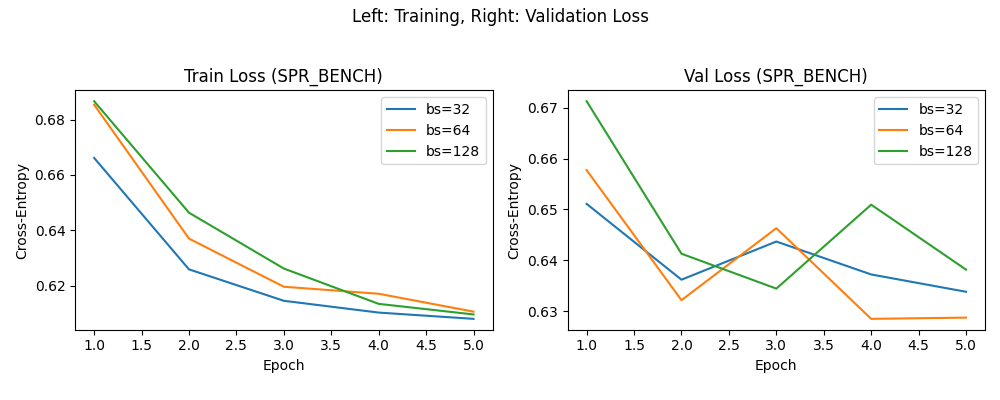 Left: Training, Right: Validation Loss
Train Loss (SPR_BENCH)
Cross-Entropy
0.68
0.66
0.64
0.62
bs=32
bs=64
bs=128
1.0 1.5 2.0 2.5 3.0 3.5 4.0 4.5 5.0
Epoch
Val Loss (SPR_BENCH)
Cross-Entropy
0.67
0.66
0.65
0.64
0.63
bs=32
bs=64
bs=128
1.0 1.5 2.0 2.5 3.0 3.5 4.0 4.5 5.0
Epoch